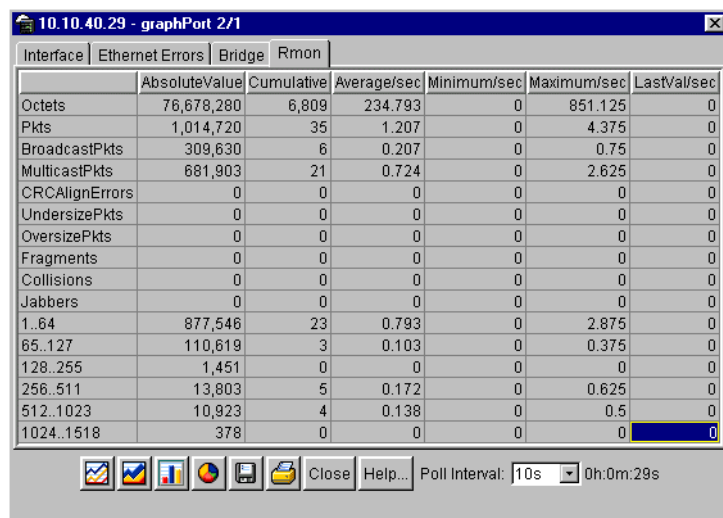 10.10.40.29 - graphPort 2/1
Interface Ethernet Errors Bridge Rmon
AbsoluteValue Cumulative Average/sec Minimum/sec Maximum/sec LastVal/sec
Octets 76,678,280 6,809 234.793 0 851.125 0
Pkts 1,014,720 35 1.207 0 4.375 0
BroadcastPkts 309,630 6 0.207 0 0.75 0
MulticastPkts 681,903 21 0.724 0 2.625 0
CRCAlignErrors 0 0 0 0 0 0
UndersizePkts 0 0 0 0 0 0
OversizePkts 0 0 0 0 0 0
Fragments 0 0 0 0 0 0
Collisions 0 0 0 0 0 0
Jabbers 0 0 0 0 0 0
1..64 877,546 23 0.793 0 2.875 0
65..127 110,619 3 0.103 0 0.375 0
128..255 1,451 0 0 0 0 0
256..511 13,803 5 0.172 0 0.625 0
512..1023 10,923 4 0.138 0 0.5 0
1024..1518 378 0 0 0 0 0
Close Help... Poll Interval: 10s 0h:0m:29s